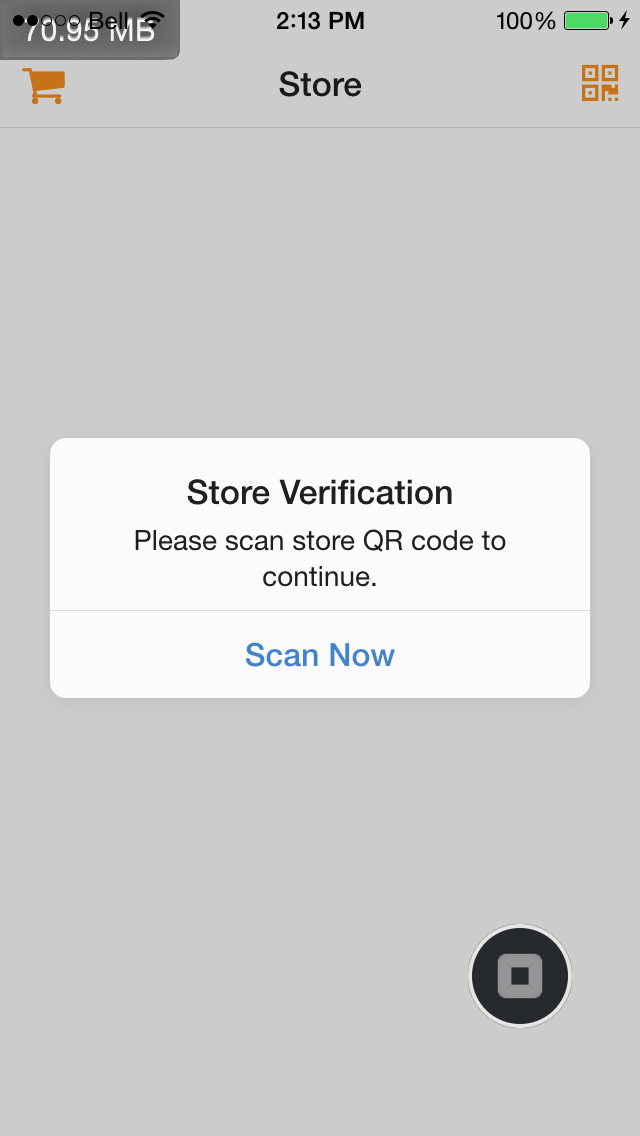 Bell 2:13 PM 100%
70.95 MB
Store
Store Verification
Please scan store QR code to
continue.
Scan Now